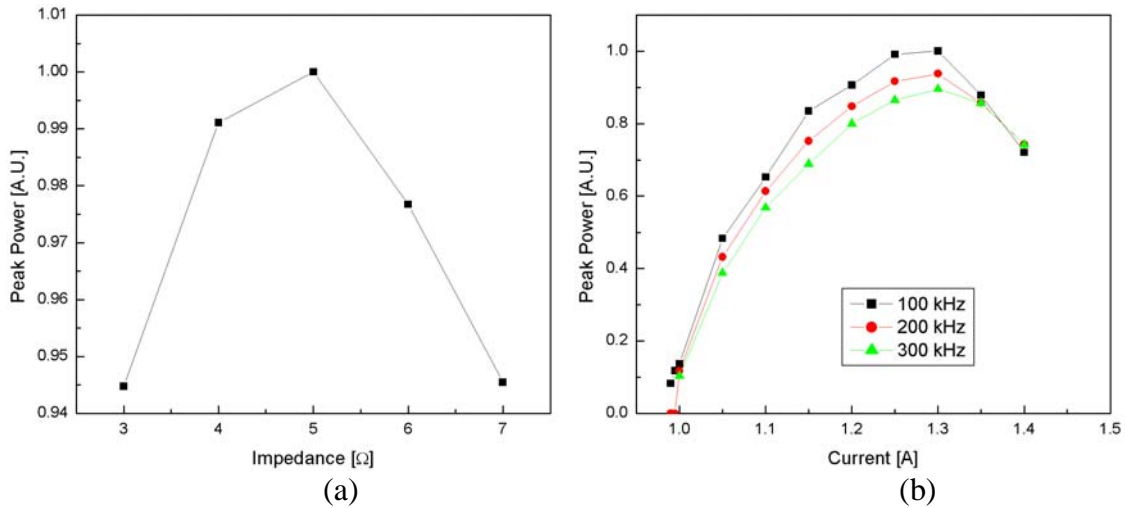 1.01
1.00
0.99
0.98
0.97
0.96
0.95
0.94
Peak Power [A.U.]
3 4 5 6 7
Impedance [Ω]
(a)
1.0
0.8
0.6
0.4
0.2
0.0
Peak Power [A.U.]
100 kHz
200 kHz
300 kHz
1.0 1.1 1.2 1.3 1.4 1.5
Current [A]
(b)